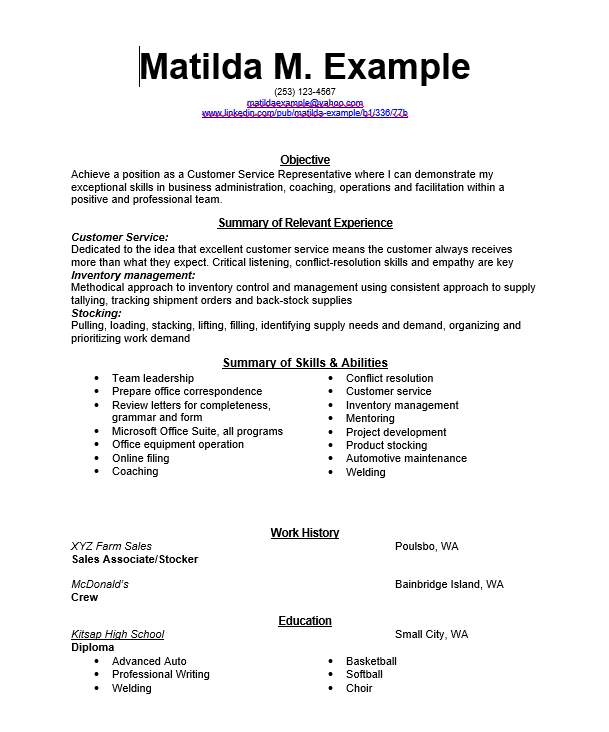 Matilda M. Example
(253) 123-4567
matildaexample@yahoo.com
www.linkedin.com/pub/matilda-example/b1/336/77b
Objective
Achieve a position as a Customer Service Representative where I can demonstrate my
exceptional skills in business administration, coaching, operations and facilitation within a
positive and professional team.
Summary of Relevant Experience
Customer Service:
Dedicated to the idea that excellent customer service means the customer always receives
more than what they expect. Critical listening, conflict-resolution skills and empathy are key
Inventory management:
Methodical approach to inventory control and management using consistent approach to supply
tallying, tracking shipment orders and back-stock supplies
Stocking:
Pulling, loading, stacking, lifting, filling, identifying supply needs and demand, organizing and
prioritizing work demand
Summary of Skills & Abilities
• Team leadership
• Prepare office correspondence
• Review letters for completeness,
grammar and form
• Microsoft Office Suite, all programs
• Office equipment operation
• Online filing
• Coaching
• Conflict resolution
• Customer service
• Inventory management
• Mentoring
• Project development
• Product stocking
• Automotive maintenance
• Welding
Work History
XYZ Farm Sales Poulsbo, WA
Sales Associate/Stocker
McDonald's Bainbridge Island, WA
Crew
Education
Kitsap High School Small City, WA
Diploma
• Advanced Auto
• Professional Writing
• Welding
• Basketball
• Softball
• Choir